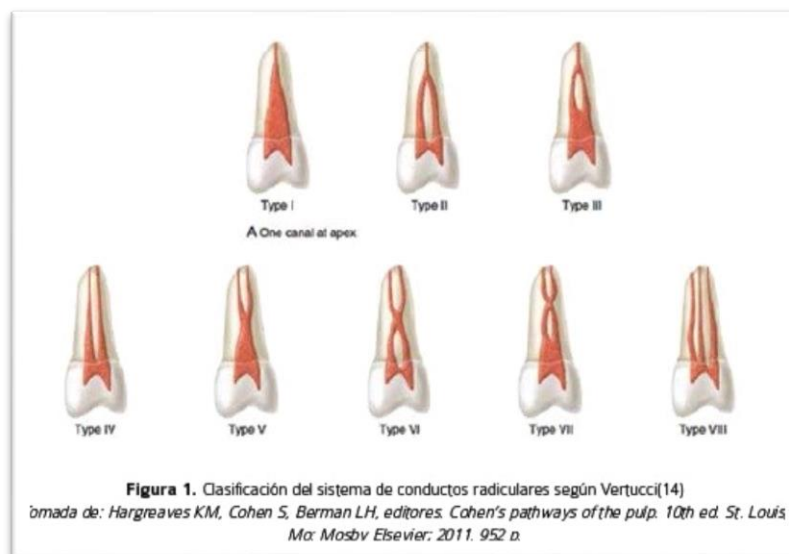 Type I
Type II
Type III
A One canal at apex
Type IV
Type V
Type VI
Type VII
Type VIII
Figura 1. Clasificación del sistema de conductos radiculares según Vertucci(14)
omada de: Hargreaves KM, Cohen S, Berman LH, editores. Cohen's pathways of the pulp. 10th ed. St. Louis,
Mo: Mosby Elsevier; 2011. 952 p.